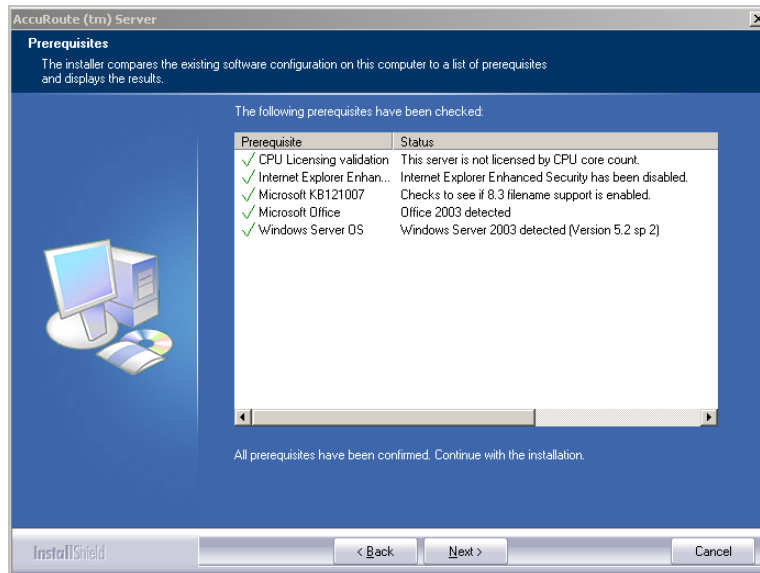 AccuRoute (tm) Server
Prerequisites
The installer compares the existing software configuration on this computer to a list of prerequisites
and displays the results.
The following prerequisites have been checked:
Prerequisite Status
CPU Licensing validation This server is not licensed by CPU core count.
Internet Explorer Enhan... Internet Explorer Enhanced Security has been disabled.
Microsoft KB121007 Checks to see if 8.3 filename support is enabled.
Microsoft Office Office 2003 detected
Windows Server OS Windows Server 2003 detected (Version 5.2 sp 2)
All prerequisites have been confirmed. Continue with the installation.
InstallShield < Back Next > Cancel